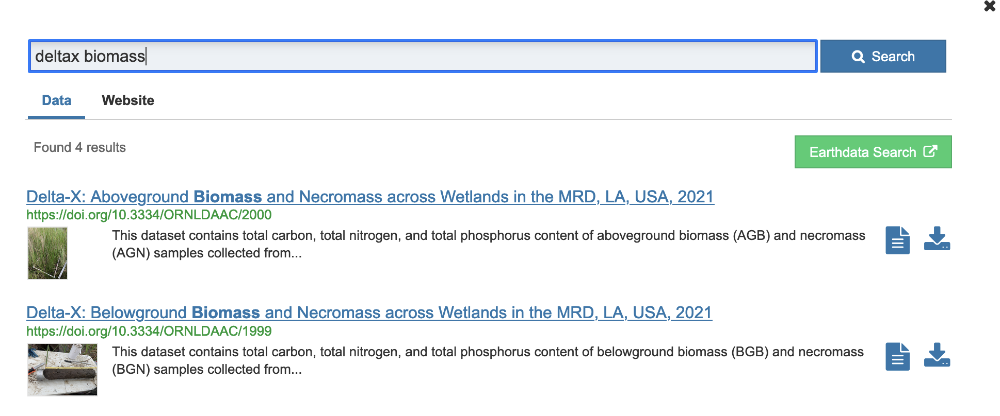 deltax biomass
Search
Data Website
Found 4 results
Earthdata Search
Delta-X: Aboveground Biomass and Necromass across Wetlands in the MRD, LA, USA, 2021
https://doi.org/10.3334/ORNLDAAC/2000
This dataset contains total carbon, total nitrogen, and total phosphorus content of aboveground biomass (AGB) and necromass
(AGN) samples collected from...
Delta-X: Belowground Biomass and Necromass across Wetlands in the MRD, LA, USA, 2021
https://doi.org/10.3334/ORNLDAAC/1999
This dataset contains total carbon, total nitrogen, and total phosphorus content of belowground biomass (BGB) and necromass
(BGN) samples collected from...